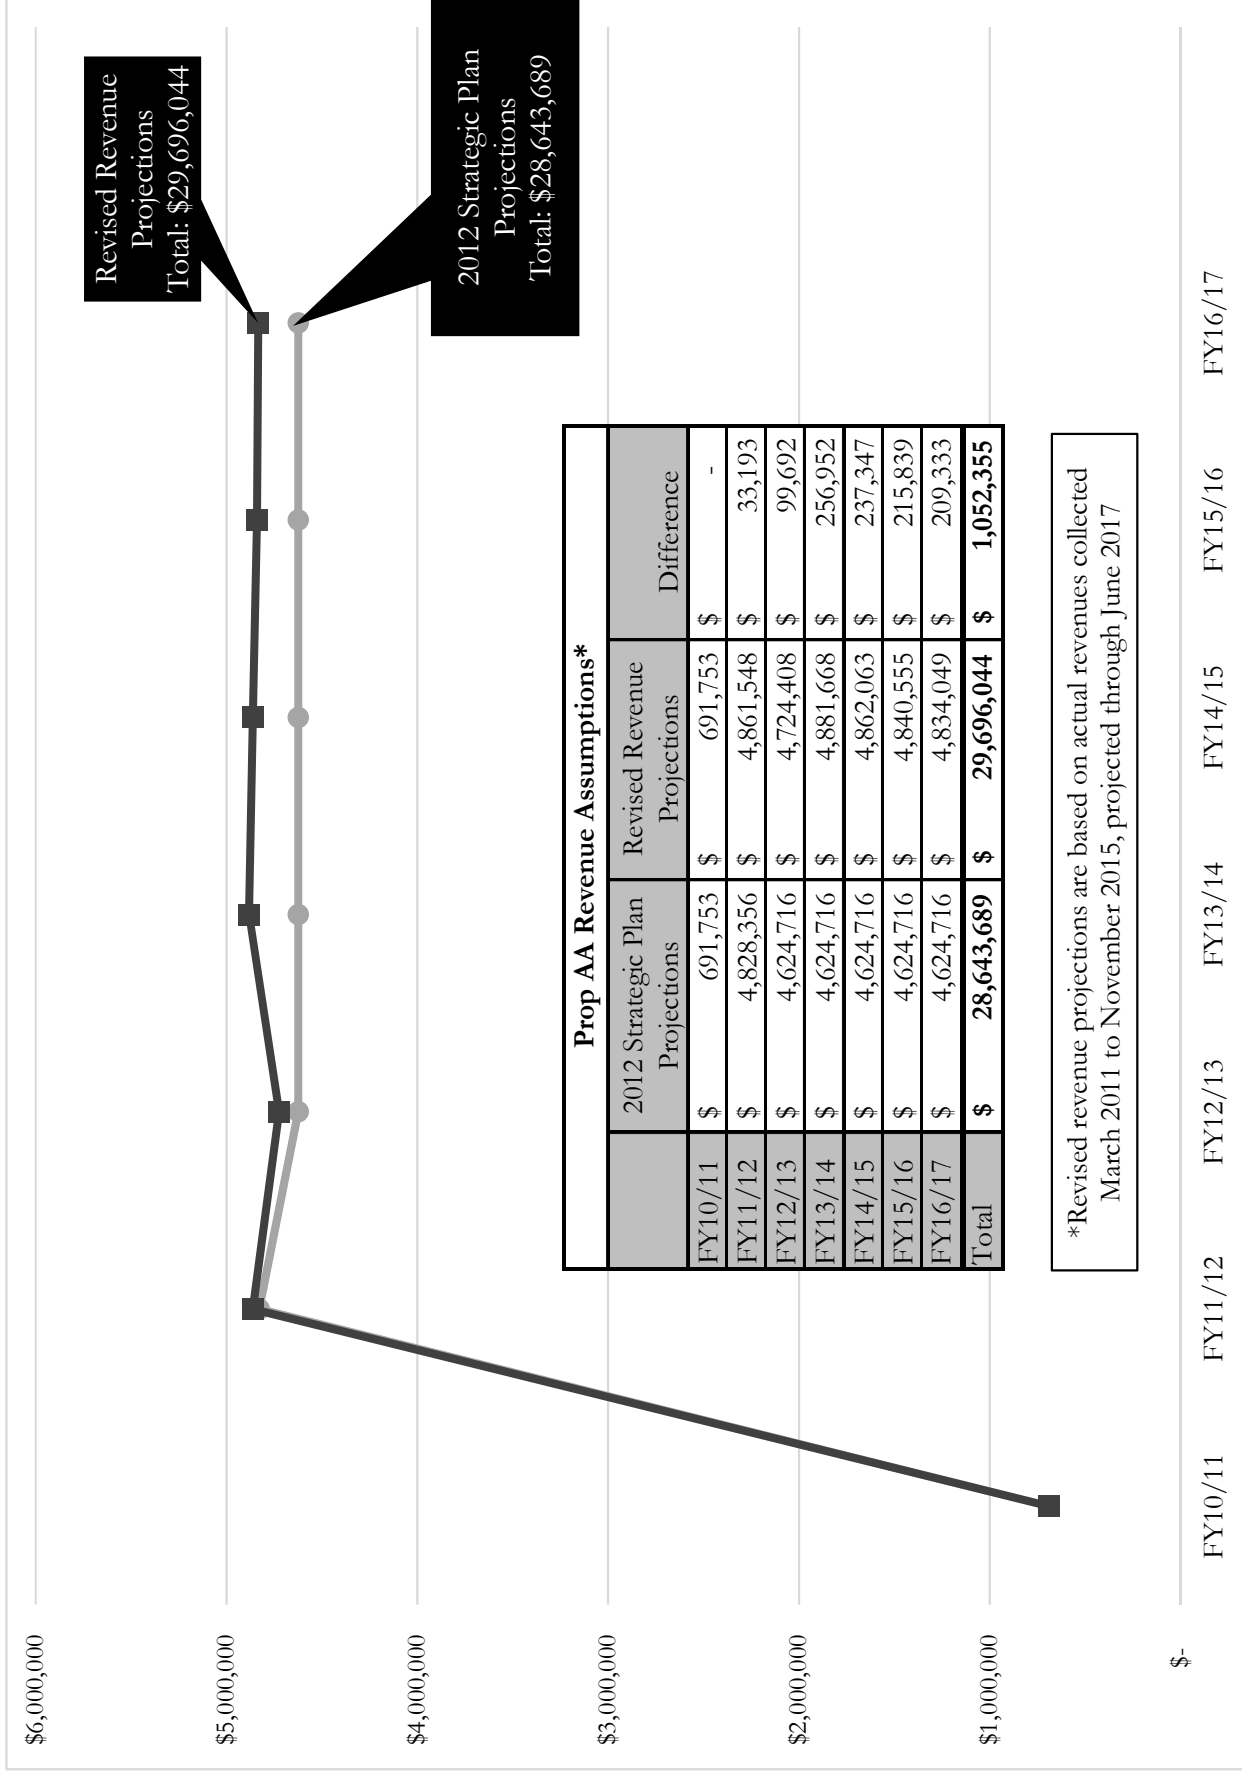 $6,000,000
$5,000,000
$4,000,000
$3,000,000
$2,000,000
$1,000,000
$-
Revised Revenue
Projections
Total: $29,696,044
2012 Strategic Plan
Projections
Total: $28,643,689
Prop AA Revenue Assumptions*
2012 Strategic Plan Projections Revised Revenue Projections Difference
FY10/11 $ 691,753 $ 691,753 $ -
FY11/12 $ 4,828,356 $ 4,861,548 $ 33,193
FY12/13 $ 4,624,716 $ 4,724,408 $ 99,692
FY13/14 $ 4,624,716 $ 4,881,668 $ 256,952
FY14/15 $ 4,624,716 $ 4,862,063 $ 237,347
FY15/16 $ 4,624,716 $ 4,840,555 $ 215,839
FY16/17 $ 4,624,716 $ 4,834,049 $ 209,333
Total $ 28,643,689 $ 29,696,044 $ 1,052,355
*Revised revenue projections are based on actual revenues collected
March 2011 to November 2015, projected through June 2017
FY10/11 FY11/12 FY12/13 FY13/14 FY14/15 FY15/16 FY16/17